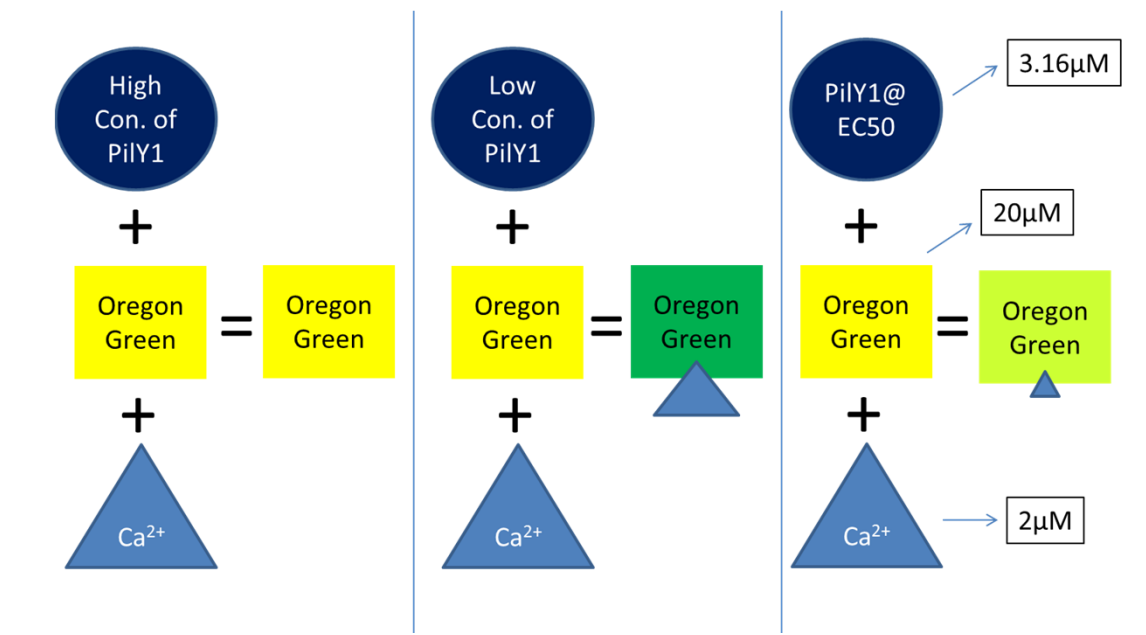 High
Con. of
PilY1
+
Oregon
Green
=
Oregon
Green
+
Ca²⁺
Low
Con. of
PilY1
+
Oregon
Green
=
Oregon
Green
+
Ca²⁺
PilY1@
EC50
3.16µM
+
20µM
Oregon
Green
=
Oregon
Green
+
Ca²⁺
2µM